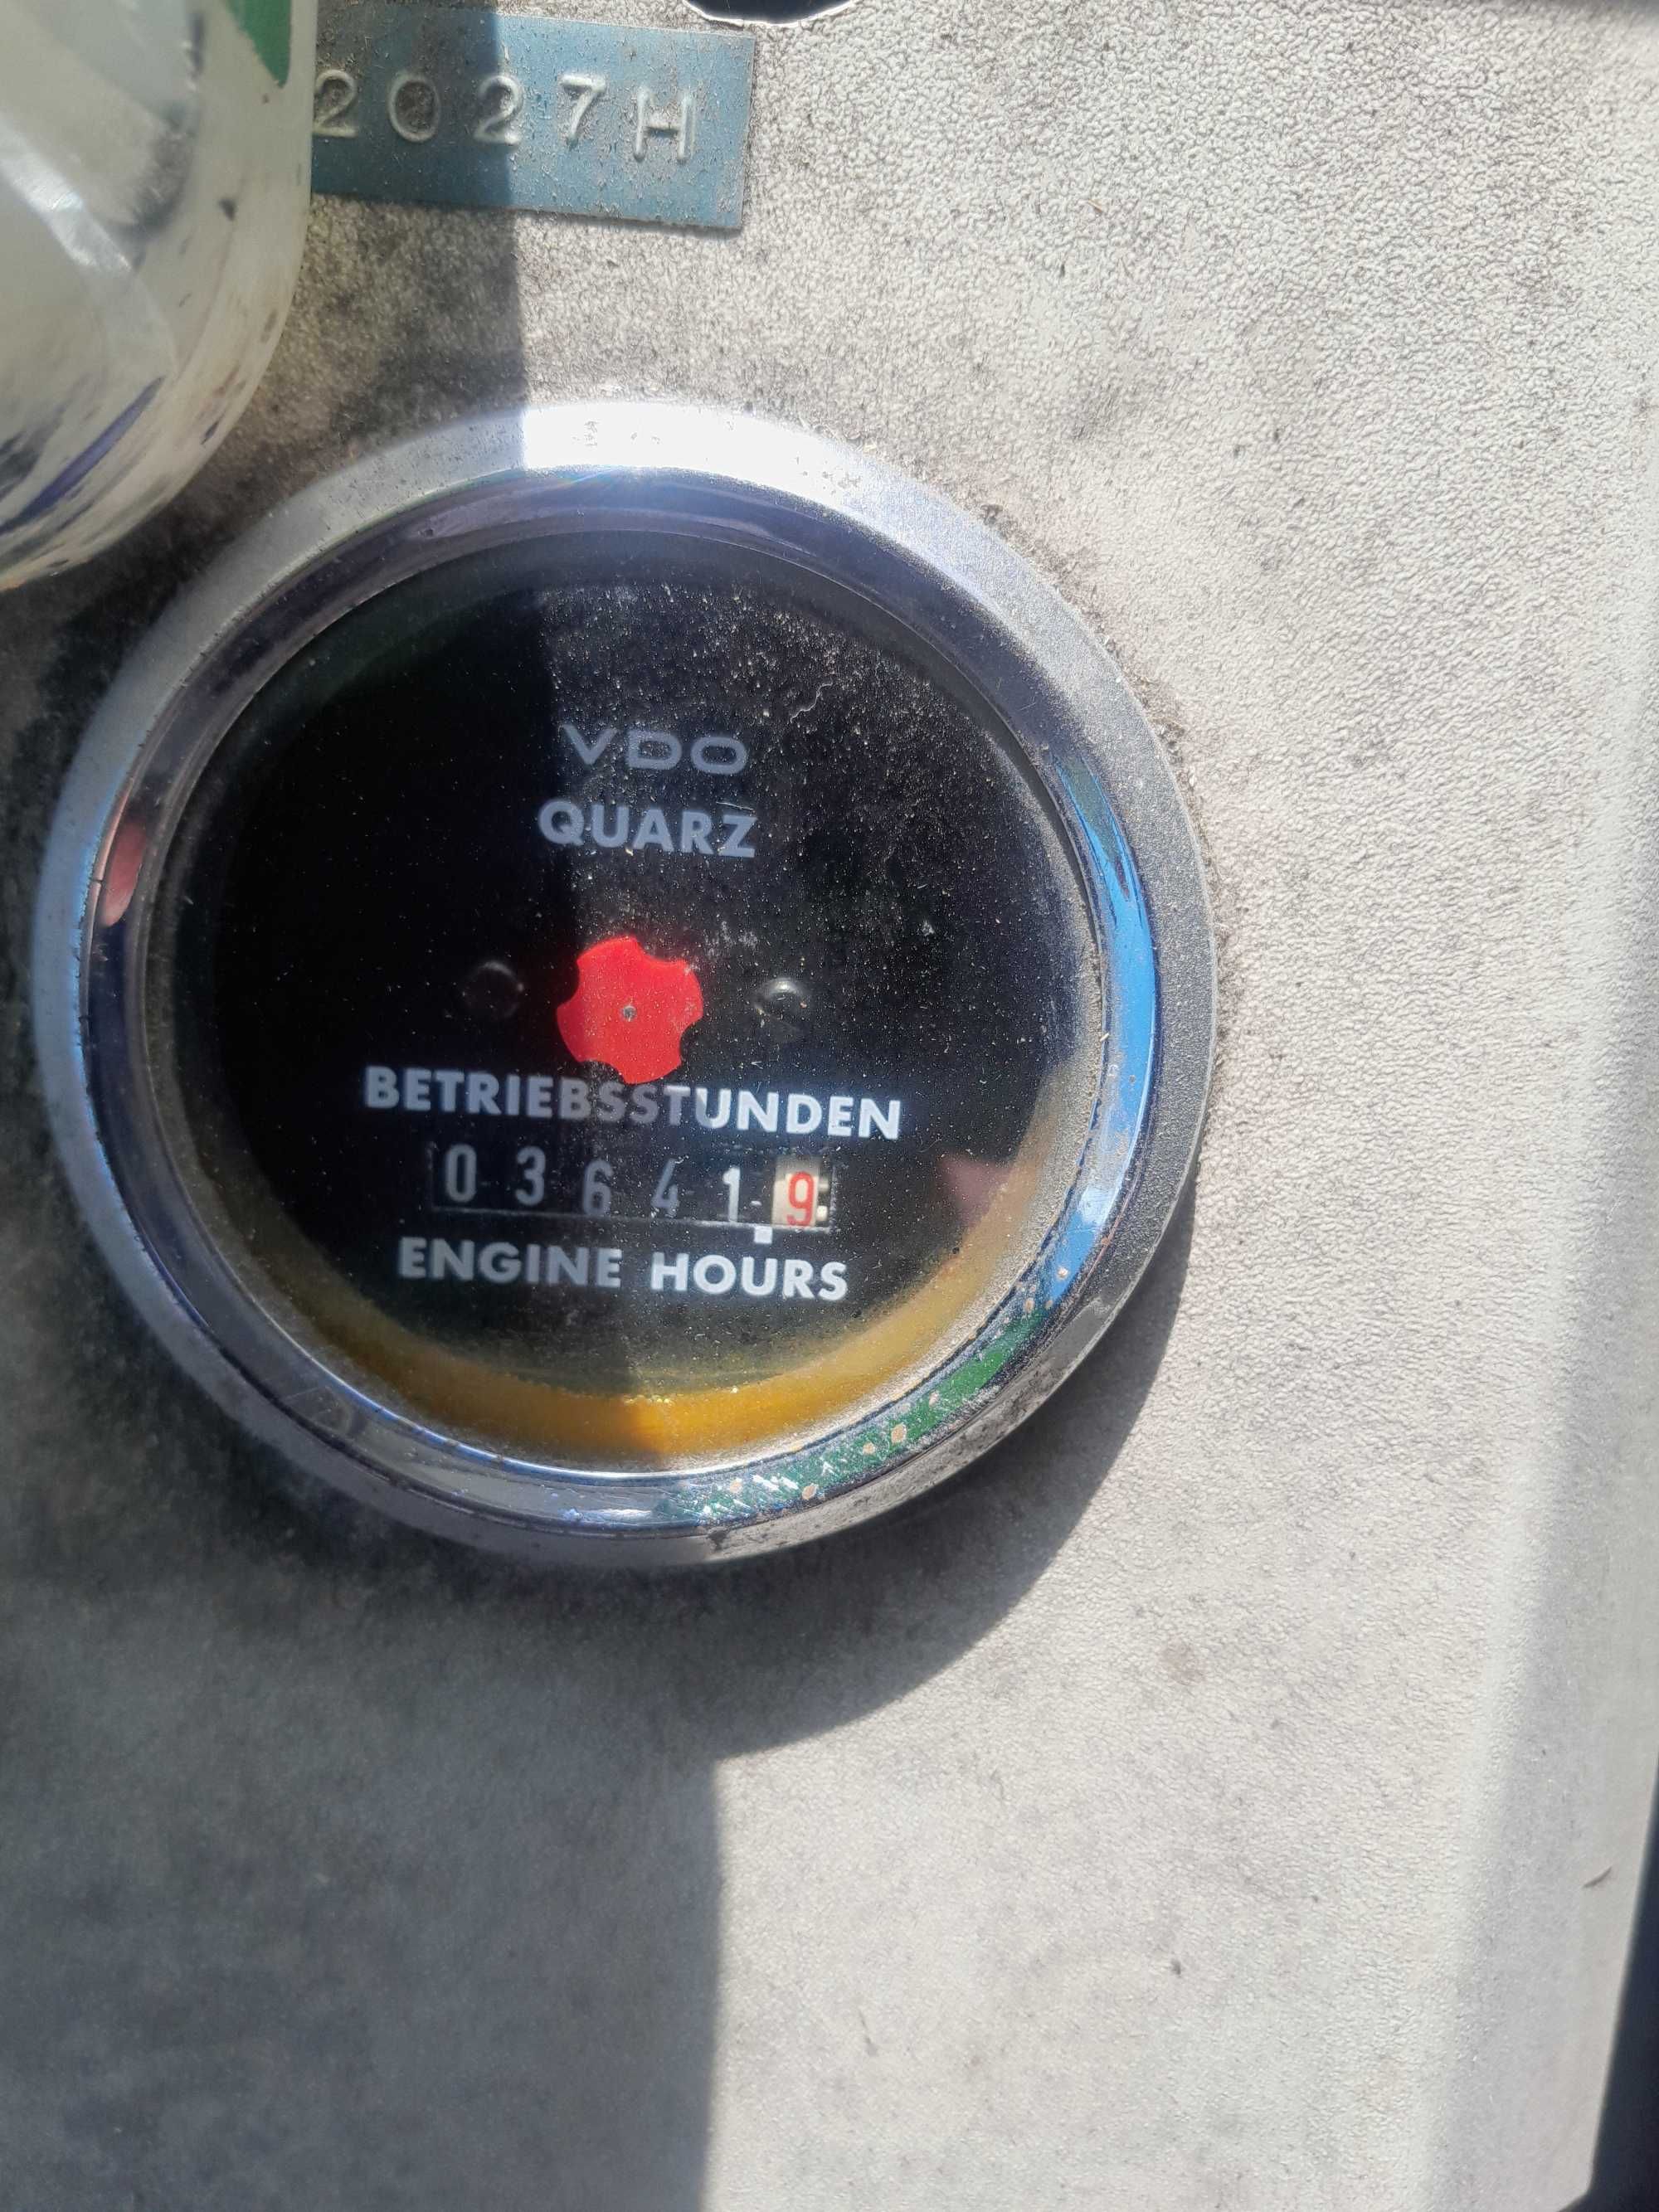 2027H
VDO
QUARZ
BETRIEBSSTUNDEN
036419
ENGINE HOURS